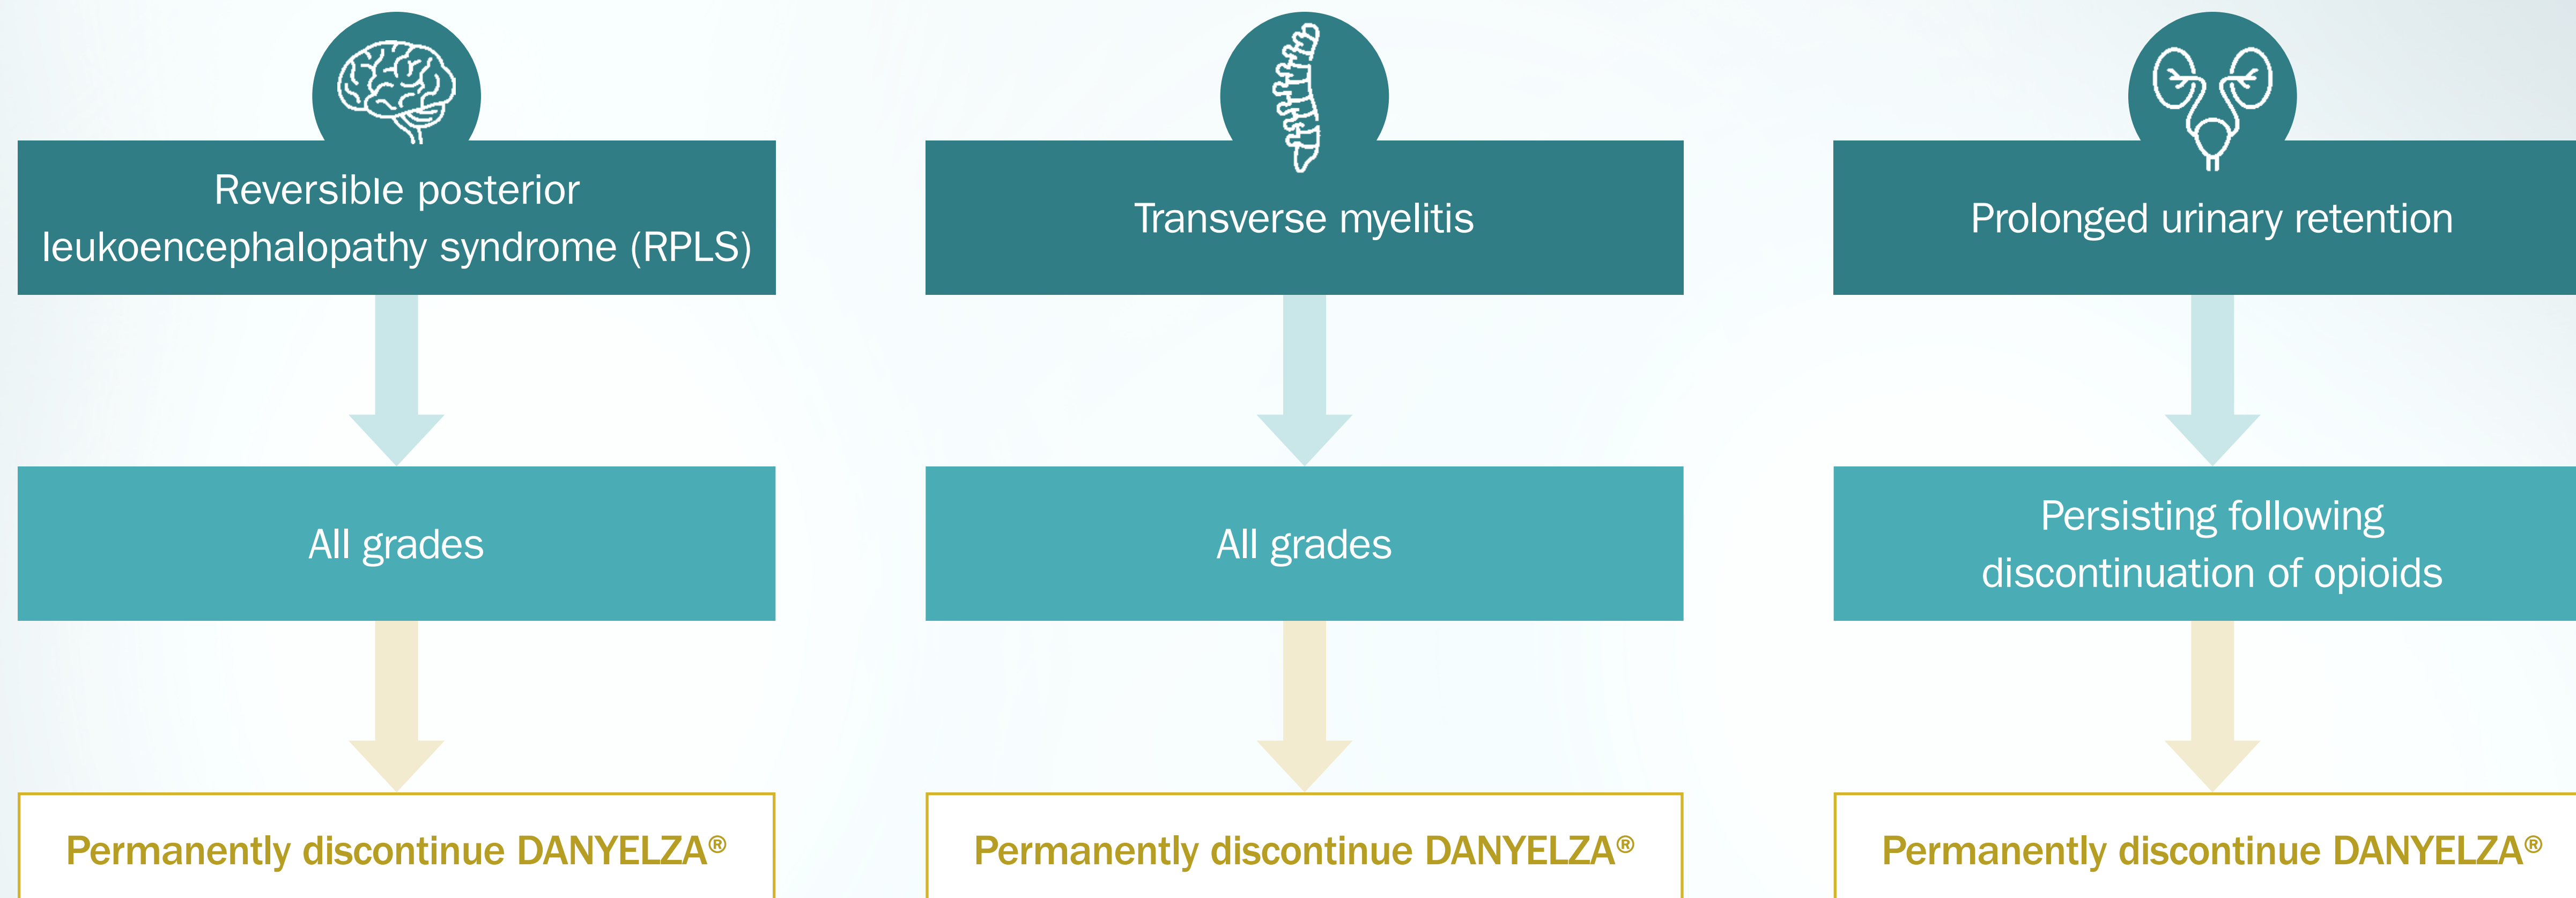 Reversible posterior
leukoencephalopathy syndrome (RPLS)
All grades
Permanently discontinue DANYELZA®
Transverse myelitis
All grades
Permanently discontinue DANYELZA®
Prolonged urinary retention
Persisting following
discontinuation of opioids
Permanently discontinue DANYELZA®